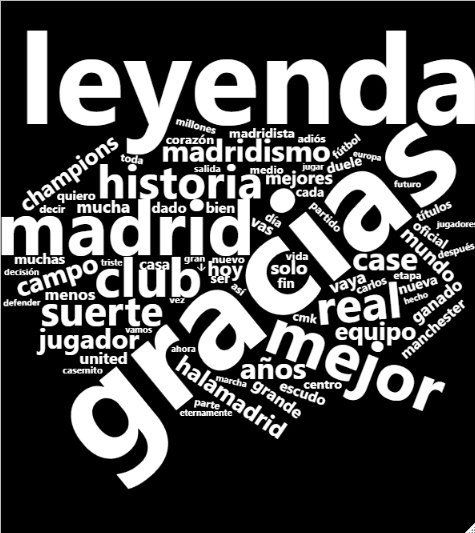 leyenda
millones
madridista
adiós
corazón
madridismo
fútbol
champions
toda
salida
medio
jugar
duele
europa
historia
mejores
cada
futuro
quiero
decir
mucha
dado
bien
día
partido
títulos
jugadores
madrid
vas
oficial
después
muchas
triste
casa
gran
nuevo
hoy
vida
solo
case
mundo
decisión
campo
club
ser
así
fin
vaya
carlos
etapa
nueva
defender
menos
suerte
vez
gracias
real
hecho
ganado
cmk
vamos
jugador
equipo
manchester
ahora
mejor
united
casemito
halamadrid
años
marcha
grande
escudo
centro
parte
eternamente